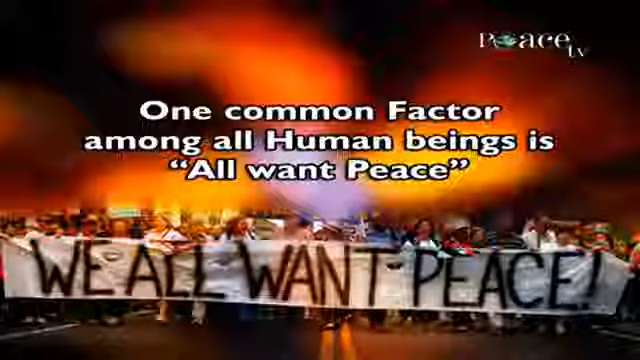 Peace tv
One common Factor
among all Human beings is
“All want Peace”
WE ALL WANT PEACE!